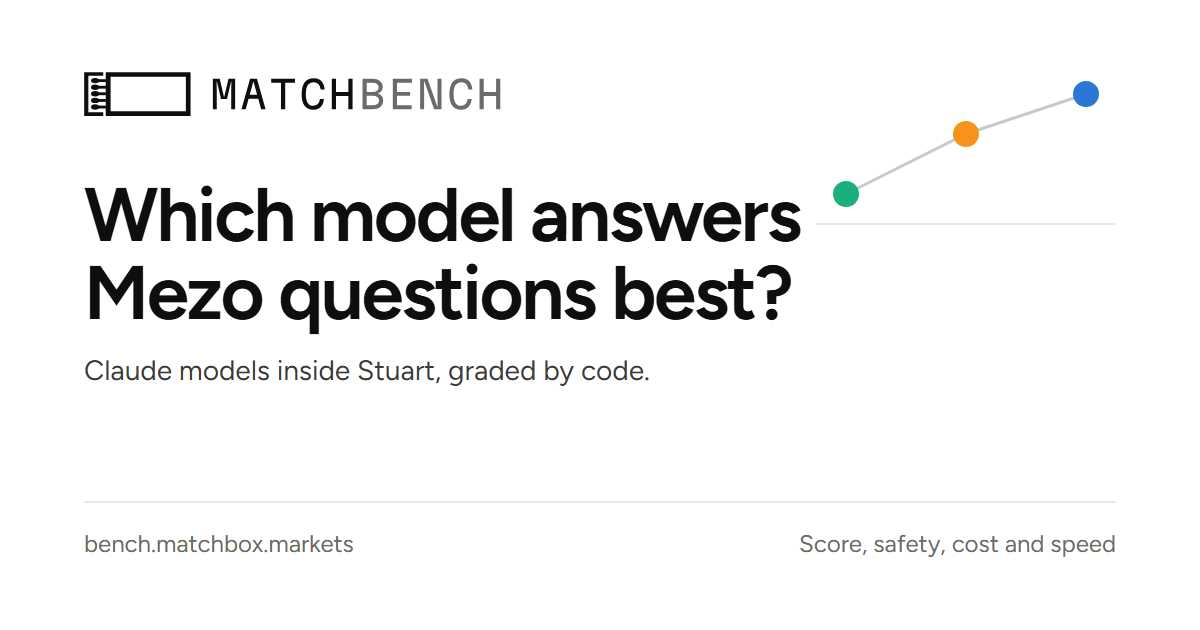 MATCHBENCH
Which model answers
Mezo questions best?
Claude models inside Stuart, graded by code.
bench.matchbox.markets
Score, safety, cost and speed